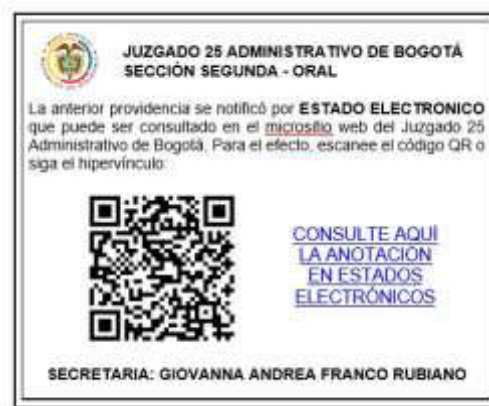 JUZGADO 25 ADMINISTRATIVO DE BOGOTÁ
SECCIÓN SEGUNDA - ORAL
La anterior providencia se notificó por ESTADO ELECTRONICO
que puede ser consultado en el micrositio web del Juzgado 25
Administrativo de Bogotá. Para el efecto, escanee el código QR o
siga el hipervínculo:
CONSULTE AQUÍ
LA ANOTACIÓN
EN ESTADOS
ELECTRÓNICOS
SECRETARIA: GIOVANNA ANDREA FRANCO RUBIANO